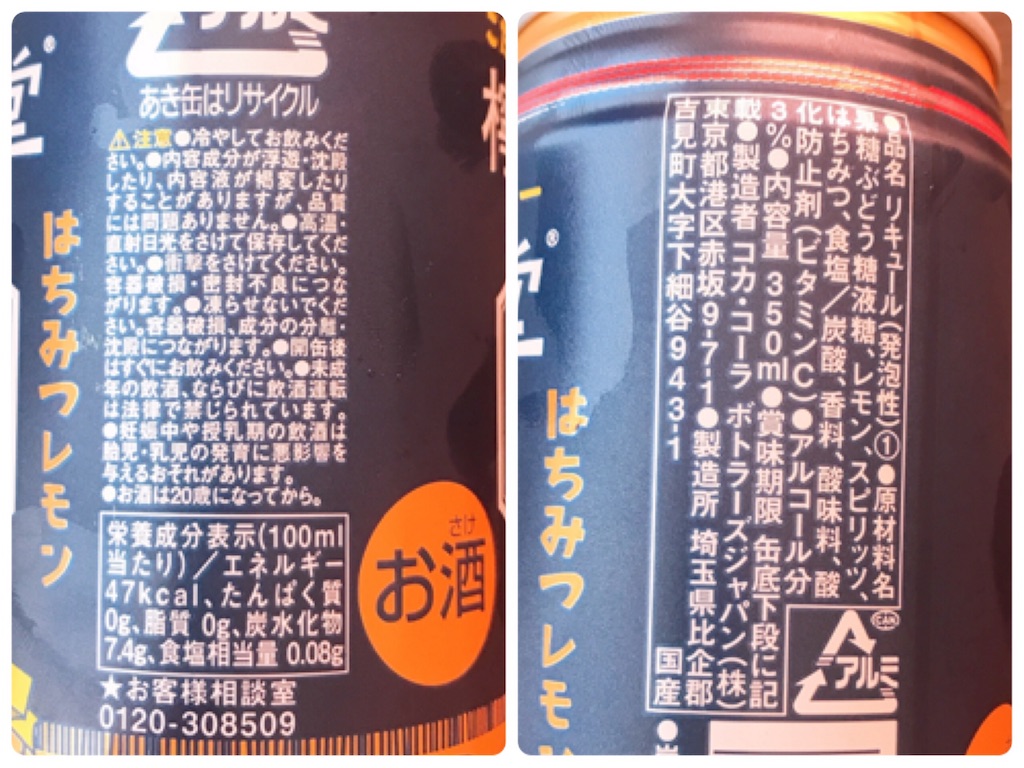 アルミ
あき缶はリサイクル
⚠注意●冷やしてお飲みくだ
さい。●内容成分が浮遊・沈殿
したり、内容液が褐変したり
することがありますが、品質
には問題ありません。●高温・
直射日光をさけて保存してくだ
さい。●衝撃をさけてください。
容器破損・密封不良につな
がります。●凍らせないでくだ
さい。容器破損、成分の分離・
沈殿につながります。●開缶後
はすぐにお飲みください。●未成
年の飲酒、ならびに飲酒運転
は法律で禁じられています。
●妊娠中や授乳期の飲酒は
胎児・乳児の発育に悪影響を
与えるおそれがあります。
●お酒は20歳になってから。
栄養成分表示(100ml
当たり)/エネルギー
47kcal、たんぱく質
0g、脂質 0g、炭水化物
7.4g、食塩相当量 0.08g
★お客様相談室
0120-308509
はちみつレモン
さけ
お酒
堂®
●品名 リキュール(発泡性)①●原材料名
果糖ぶどう糖液糖、レモン、スピリッツ、
はちみつ、食塩/炭酸、香料、酸味料、酸
化防止剤(ビタミンC)●アルコール分
3%●内容量 350ml●賞味期限 缶底下段に記
載●製造者 コカ・コーラ ボトラーズジャパン(株)
東京都港区赤坂9-7-1●製造所 埼玉県比企郡
吉見町大字下細谷943-1
国産
CAN
アルミ
はちみつレモン